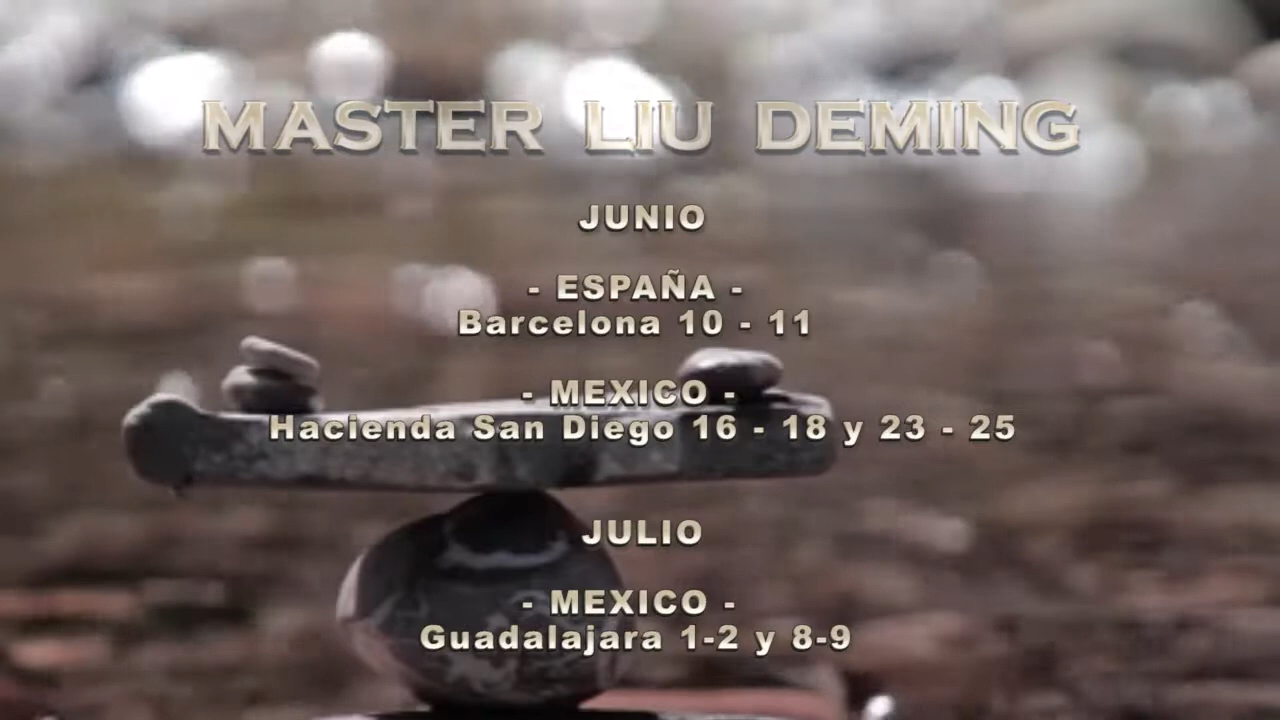 MASTER LIU DEMING
JUNIO
- ESPAÑA -
Barcelona 10 - 11
- MEXICO -
Hacienda San Diego 16 - 18 y 23 - 25
JULIO
- MEXICO -
Guadalajara 1-2 y 8-9